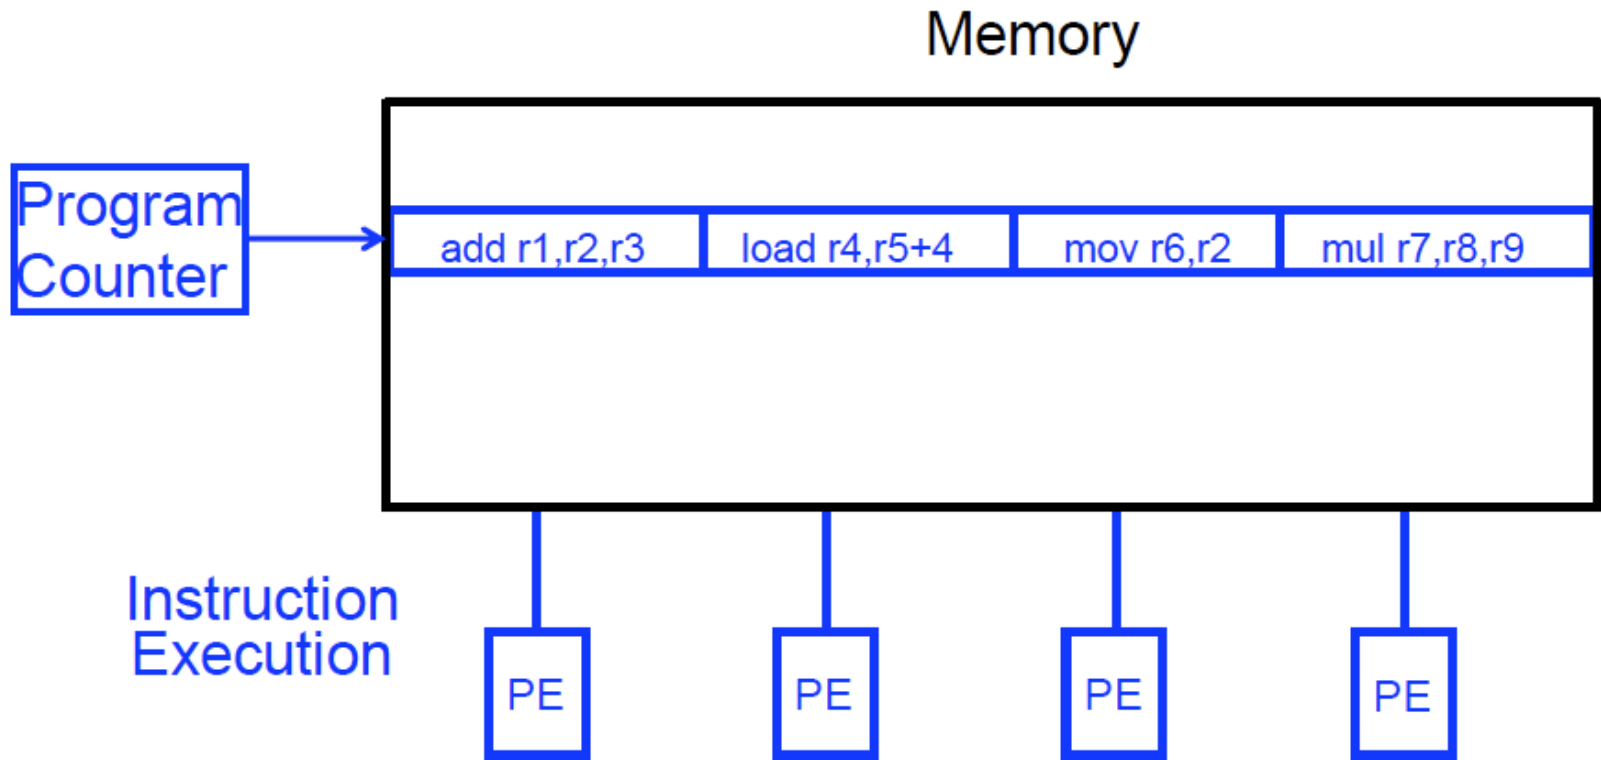 Memory
Program
Counter
add r1,r2,r3
load r4,r5+4
mov r6,r2
mul r7,r8,r9
Instruction
Execution
PE
PE
PE
PE